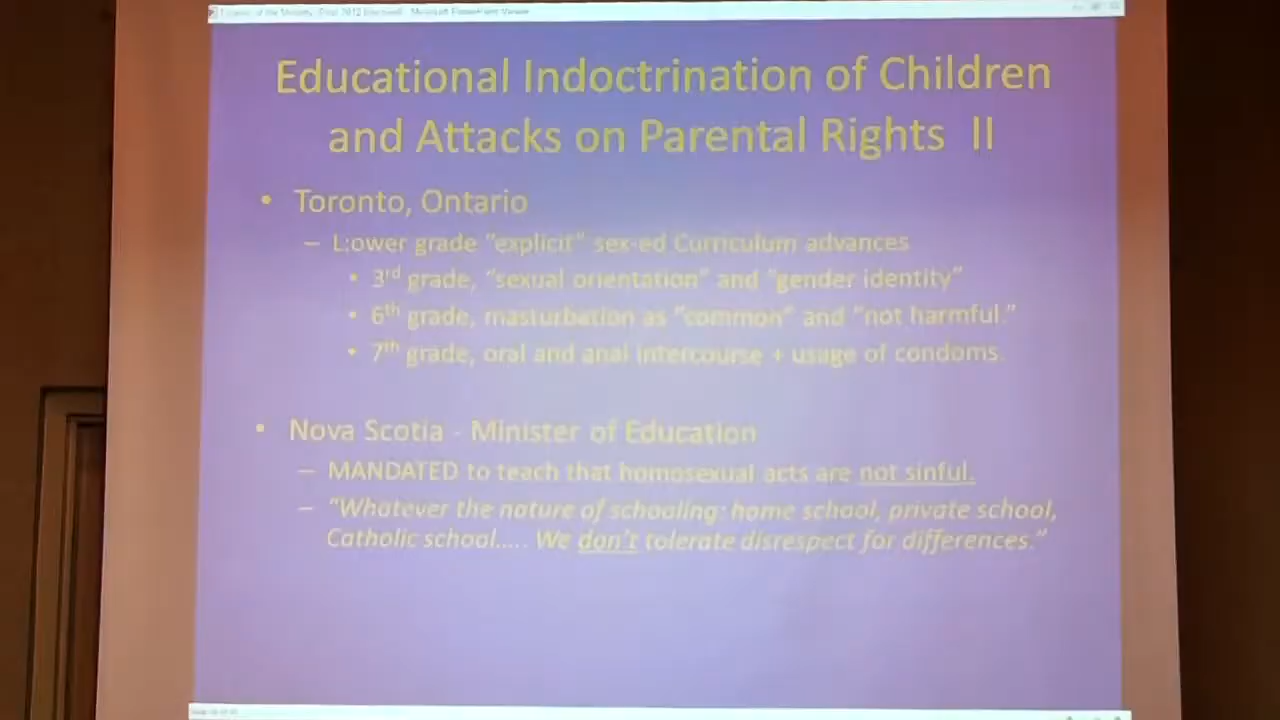 Educational Indoctrination of Children
and Attacks on Parental Rights II
• Toronto, Ontario
– L:ower grade “explicit” sex-ed Curriculum advances
• 3rd grade, “sexual orientation” and “gender identity”
• 6th grade, masturbation as “common” and “not harmful.”
• 7th grade, oral and anal intercourse + usage of condoms.
• Nova Scotia - Minister of Education
– MANDATED to teach that homosexual acts are not sinful.
– “Whatever the nature of schooling: home school, private school,
Catholic school..... We don’t tolerate disrespect for differences.”